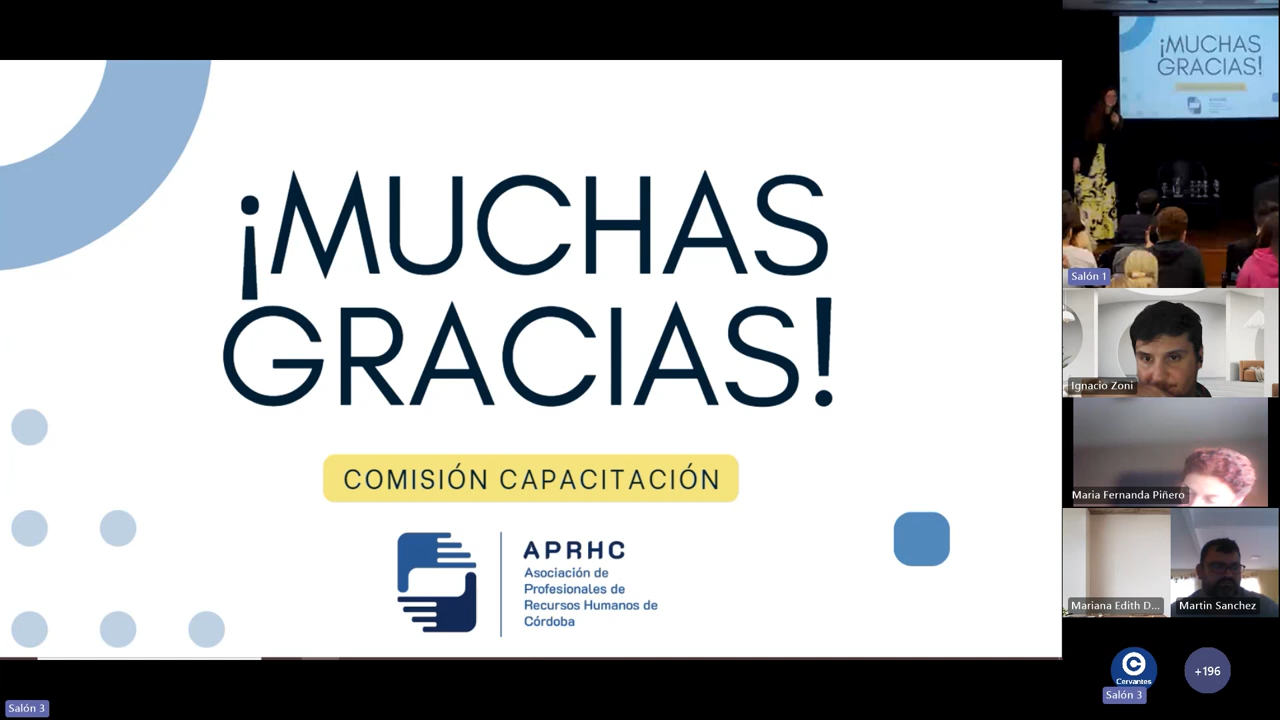 ¡MUCHAS
GRACIAS!
COMISIÓN CAPACITACIÓN
APRHC
Asociación de
Profesionales de
Recursos Humanos de
Córdoba
Salón 3
¡MUCHAS
GRACIAS!
Salón 1
Ignacio Zoni
Maria Fernanda Piñero
Mariana Edith D...
Martin Sanchez
Cervantes
Salón 3
+196